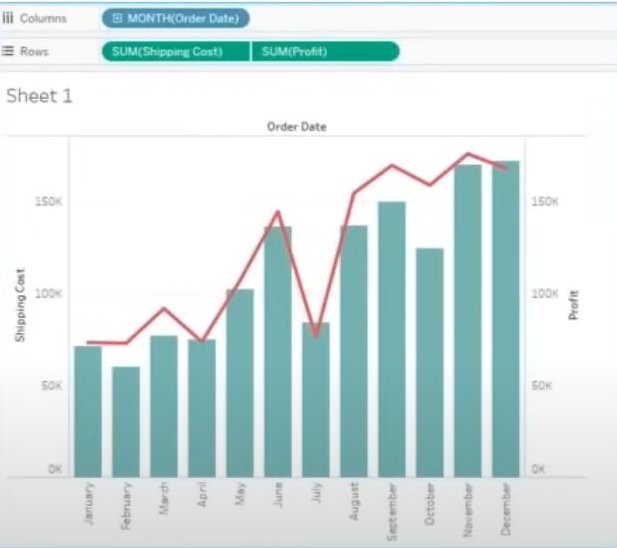 Columns MONTH(Order Date)
Rows SUM(Shipping Cost) SUM(Profit)
Sheet 1
Order Date
Shipping Cost
150K
100K
50K
0K
150K
100K
50K
0K
Profit
January
February
March
April
May
June
July
August
September
October
November
December